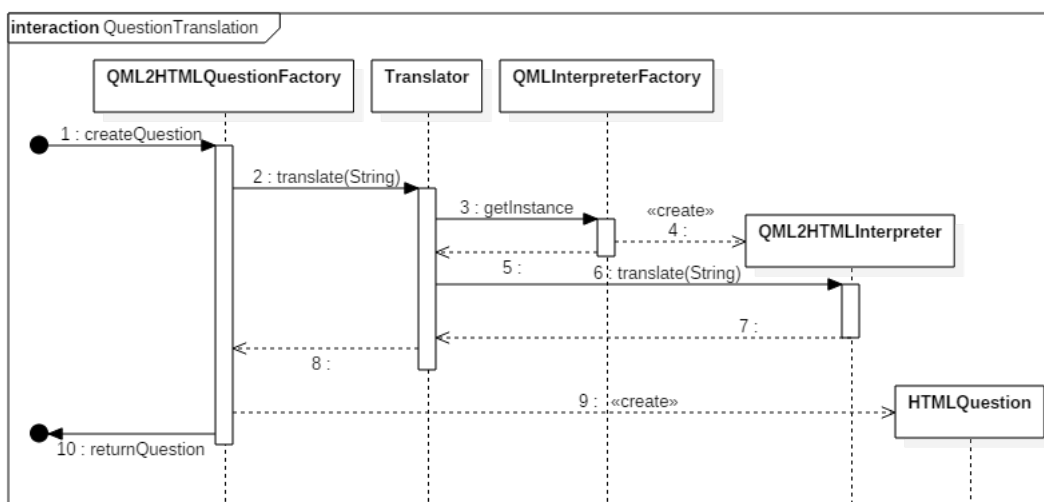 interaction QuestionTranslation
QML2HTMLQuestionFactory
Translator
QMLInterpreterFactory
1 : createQuestion
2 : translate(String)
3 : getInstance
«create»
4 :
QML2HTMLInterpreter
5 :
6 : translate(String)
7 :
8 :
9 : «create»
HTMLQuestion
10 : returnQuestion